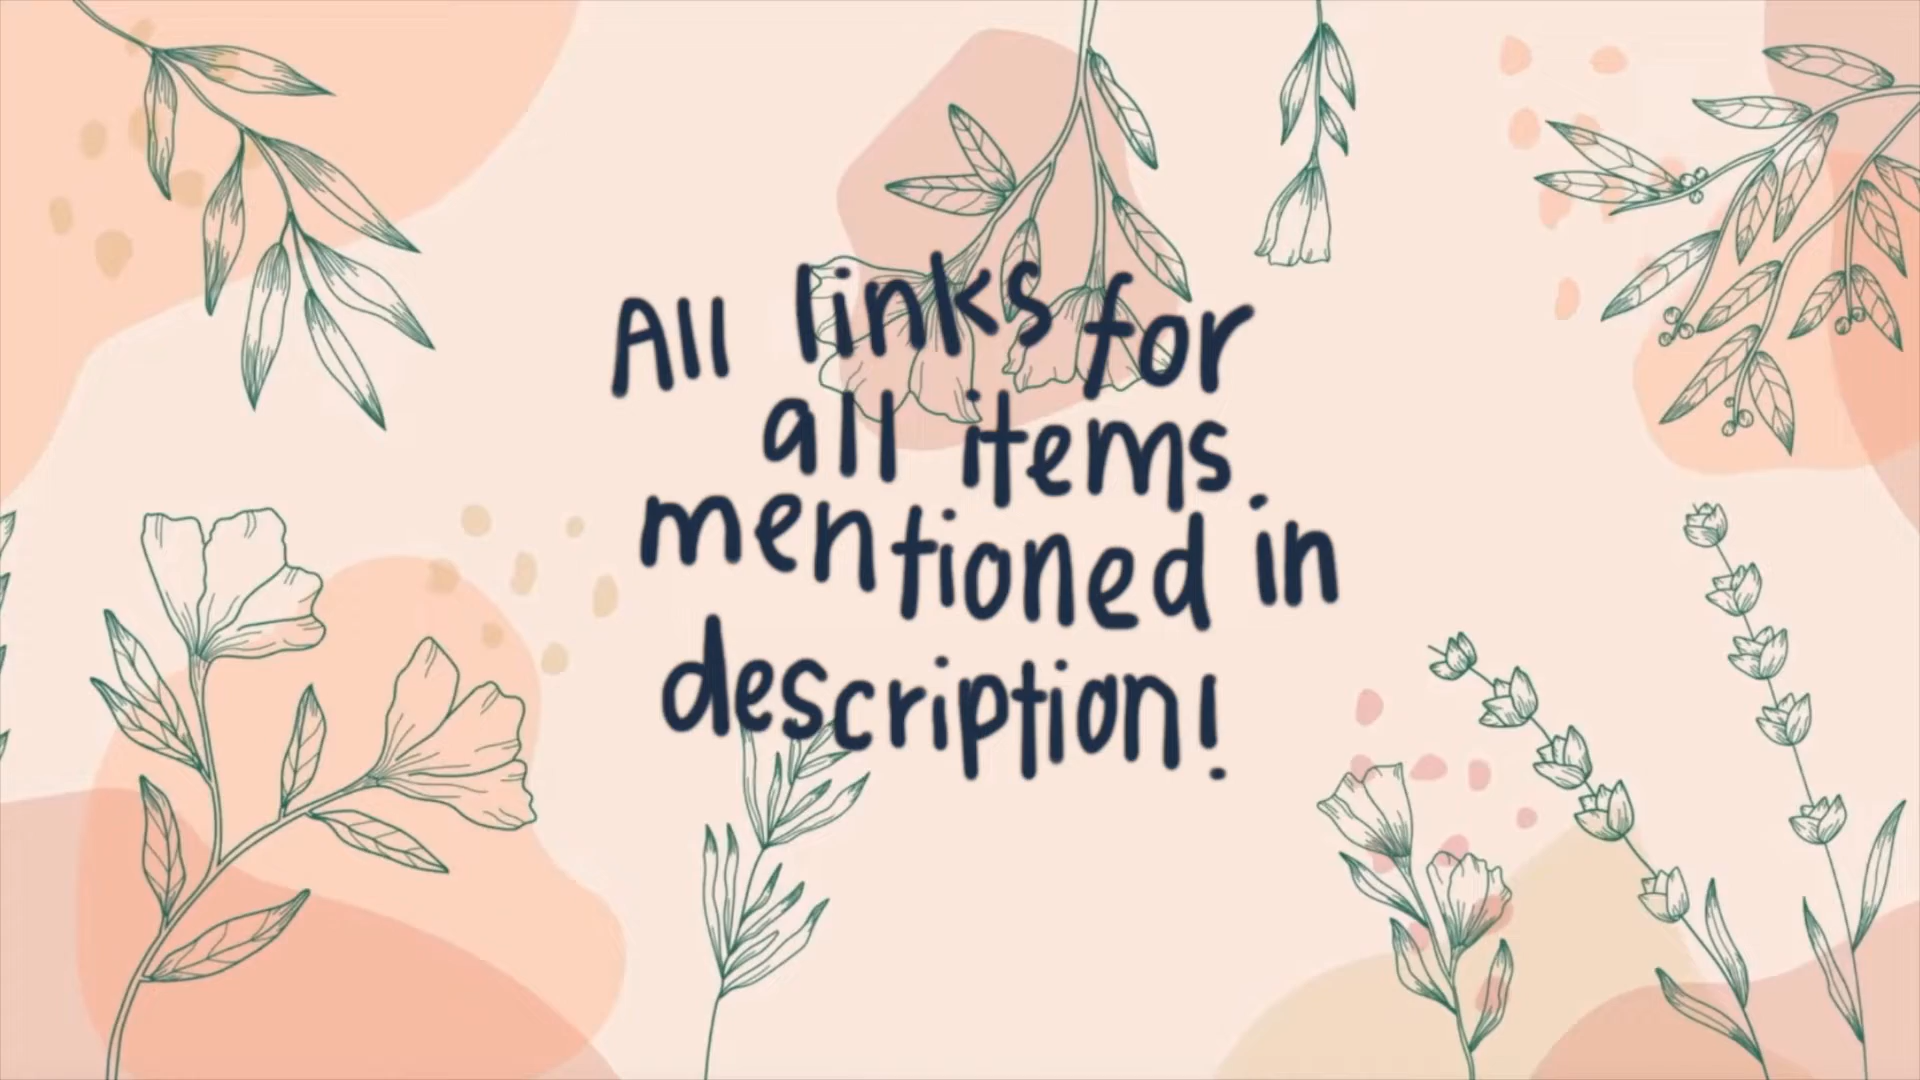 All links for
all items
mentioned in
description!